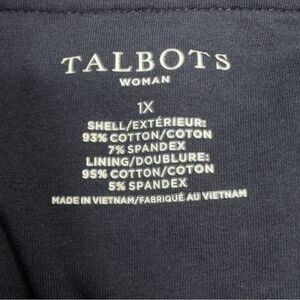 TALBOTS
WOMAN
1X
SHELL/EXTÉRIEUR:
93% COTTON/COTON
7% SPANDEX
LINING/DOUBLURE:
95% COTTON/COTON
5% SPANDEX
MADE IN VIETNAM/FABRIQUÉ AU VIETNAM